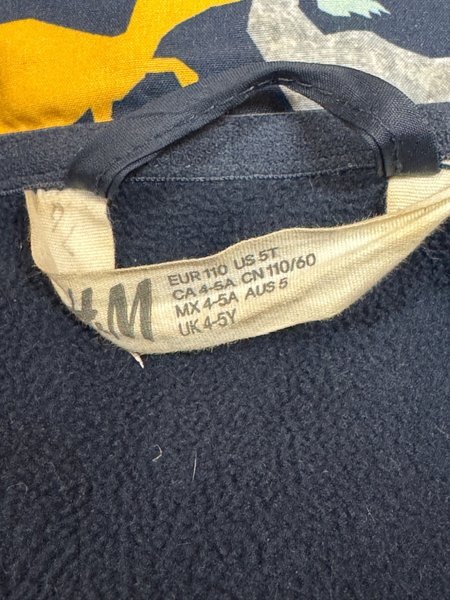 H&M
EUR 110 US 5T
CA 4-5A CN 110/60
MX 4-5A AUS 5
UK 4-5Y